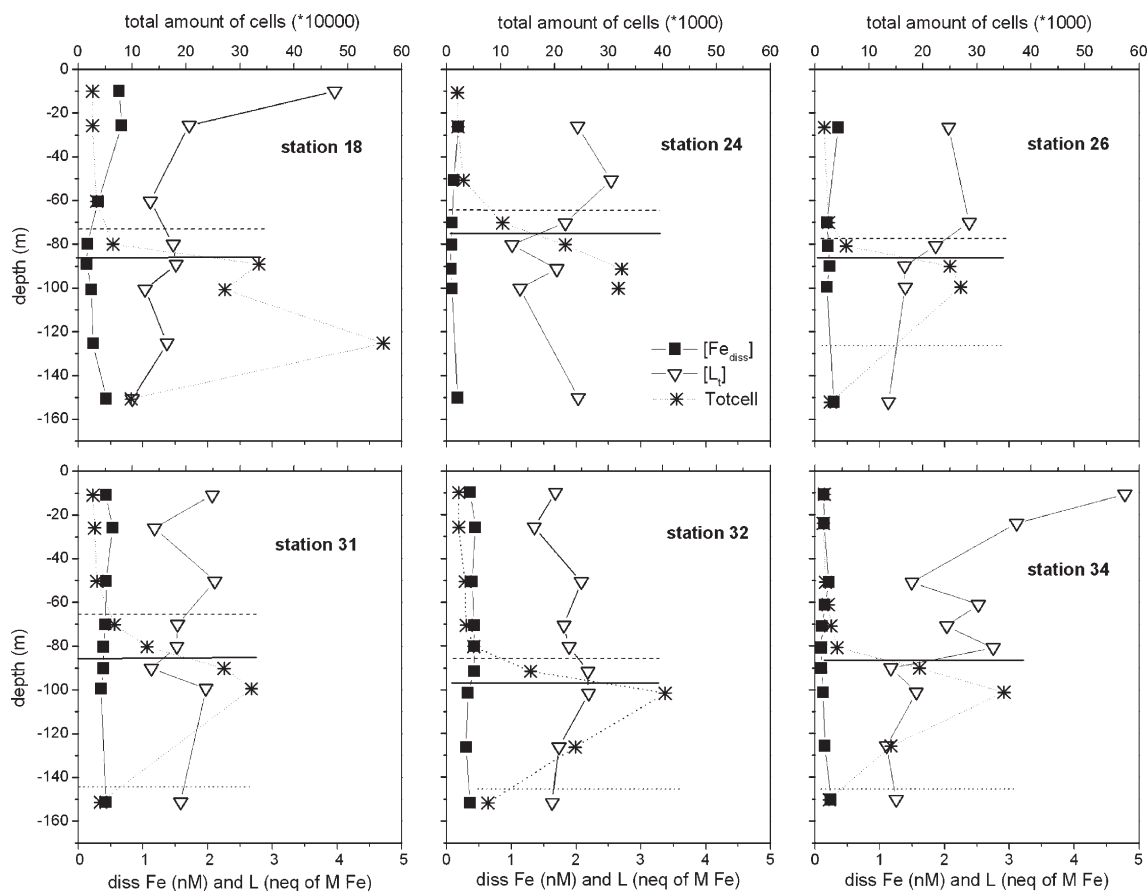 total amount of cells (*10000)
total amount of cells (*1000)
total amount of cells (*1000)
0 10 20 30 40 50 60
0 10 20 30 40 50 60
0 10 20 30 40 50
0
-20
-40
-60
-80
-100
-120
-140
-160
depth (m)
station 18
station 24
station 26
[Fediss]
[Lt]
Totcell
0
-20
-40
-60
-80
-100
-120
-140
-160
depth (m)
station 31
station 32
station 34
0 1 2 3 4 5
0 1 2 3 4 5
0 1 2 3 4 5
diss Fe (nM) and L (neq of M Fe)
diss Fe (nM) and L (neq of M Fe)
diss Fe (nM) and L (neq of M Fe)